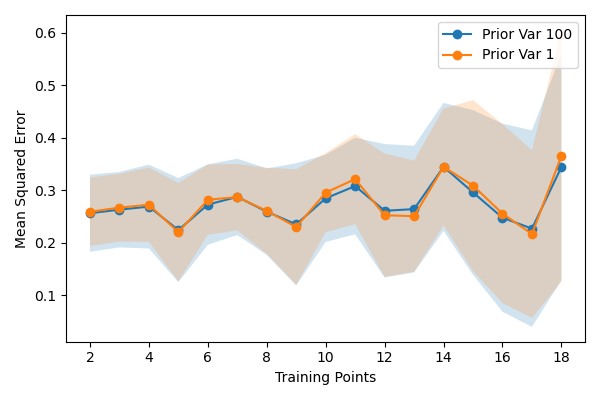 Prior Var 100
Prior Var 1
Mean Squared Error
0.6
0.5
0.4
0.3
0.2
0.1
2 4 6 8 10 12 14 16 18
Training Points